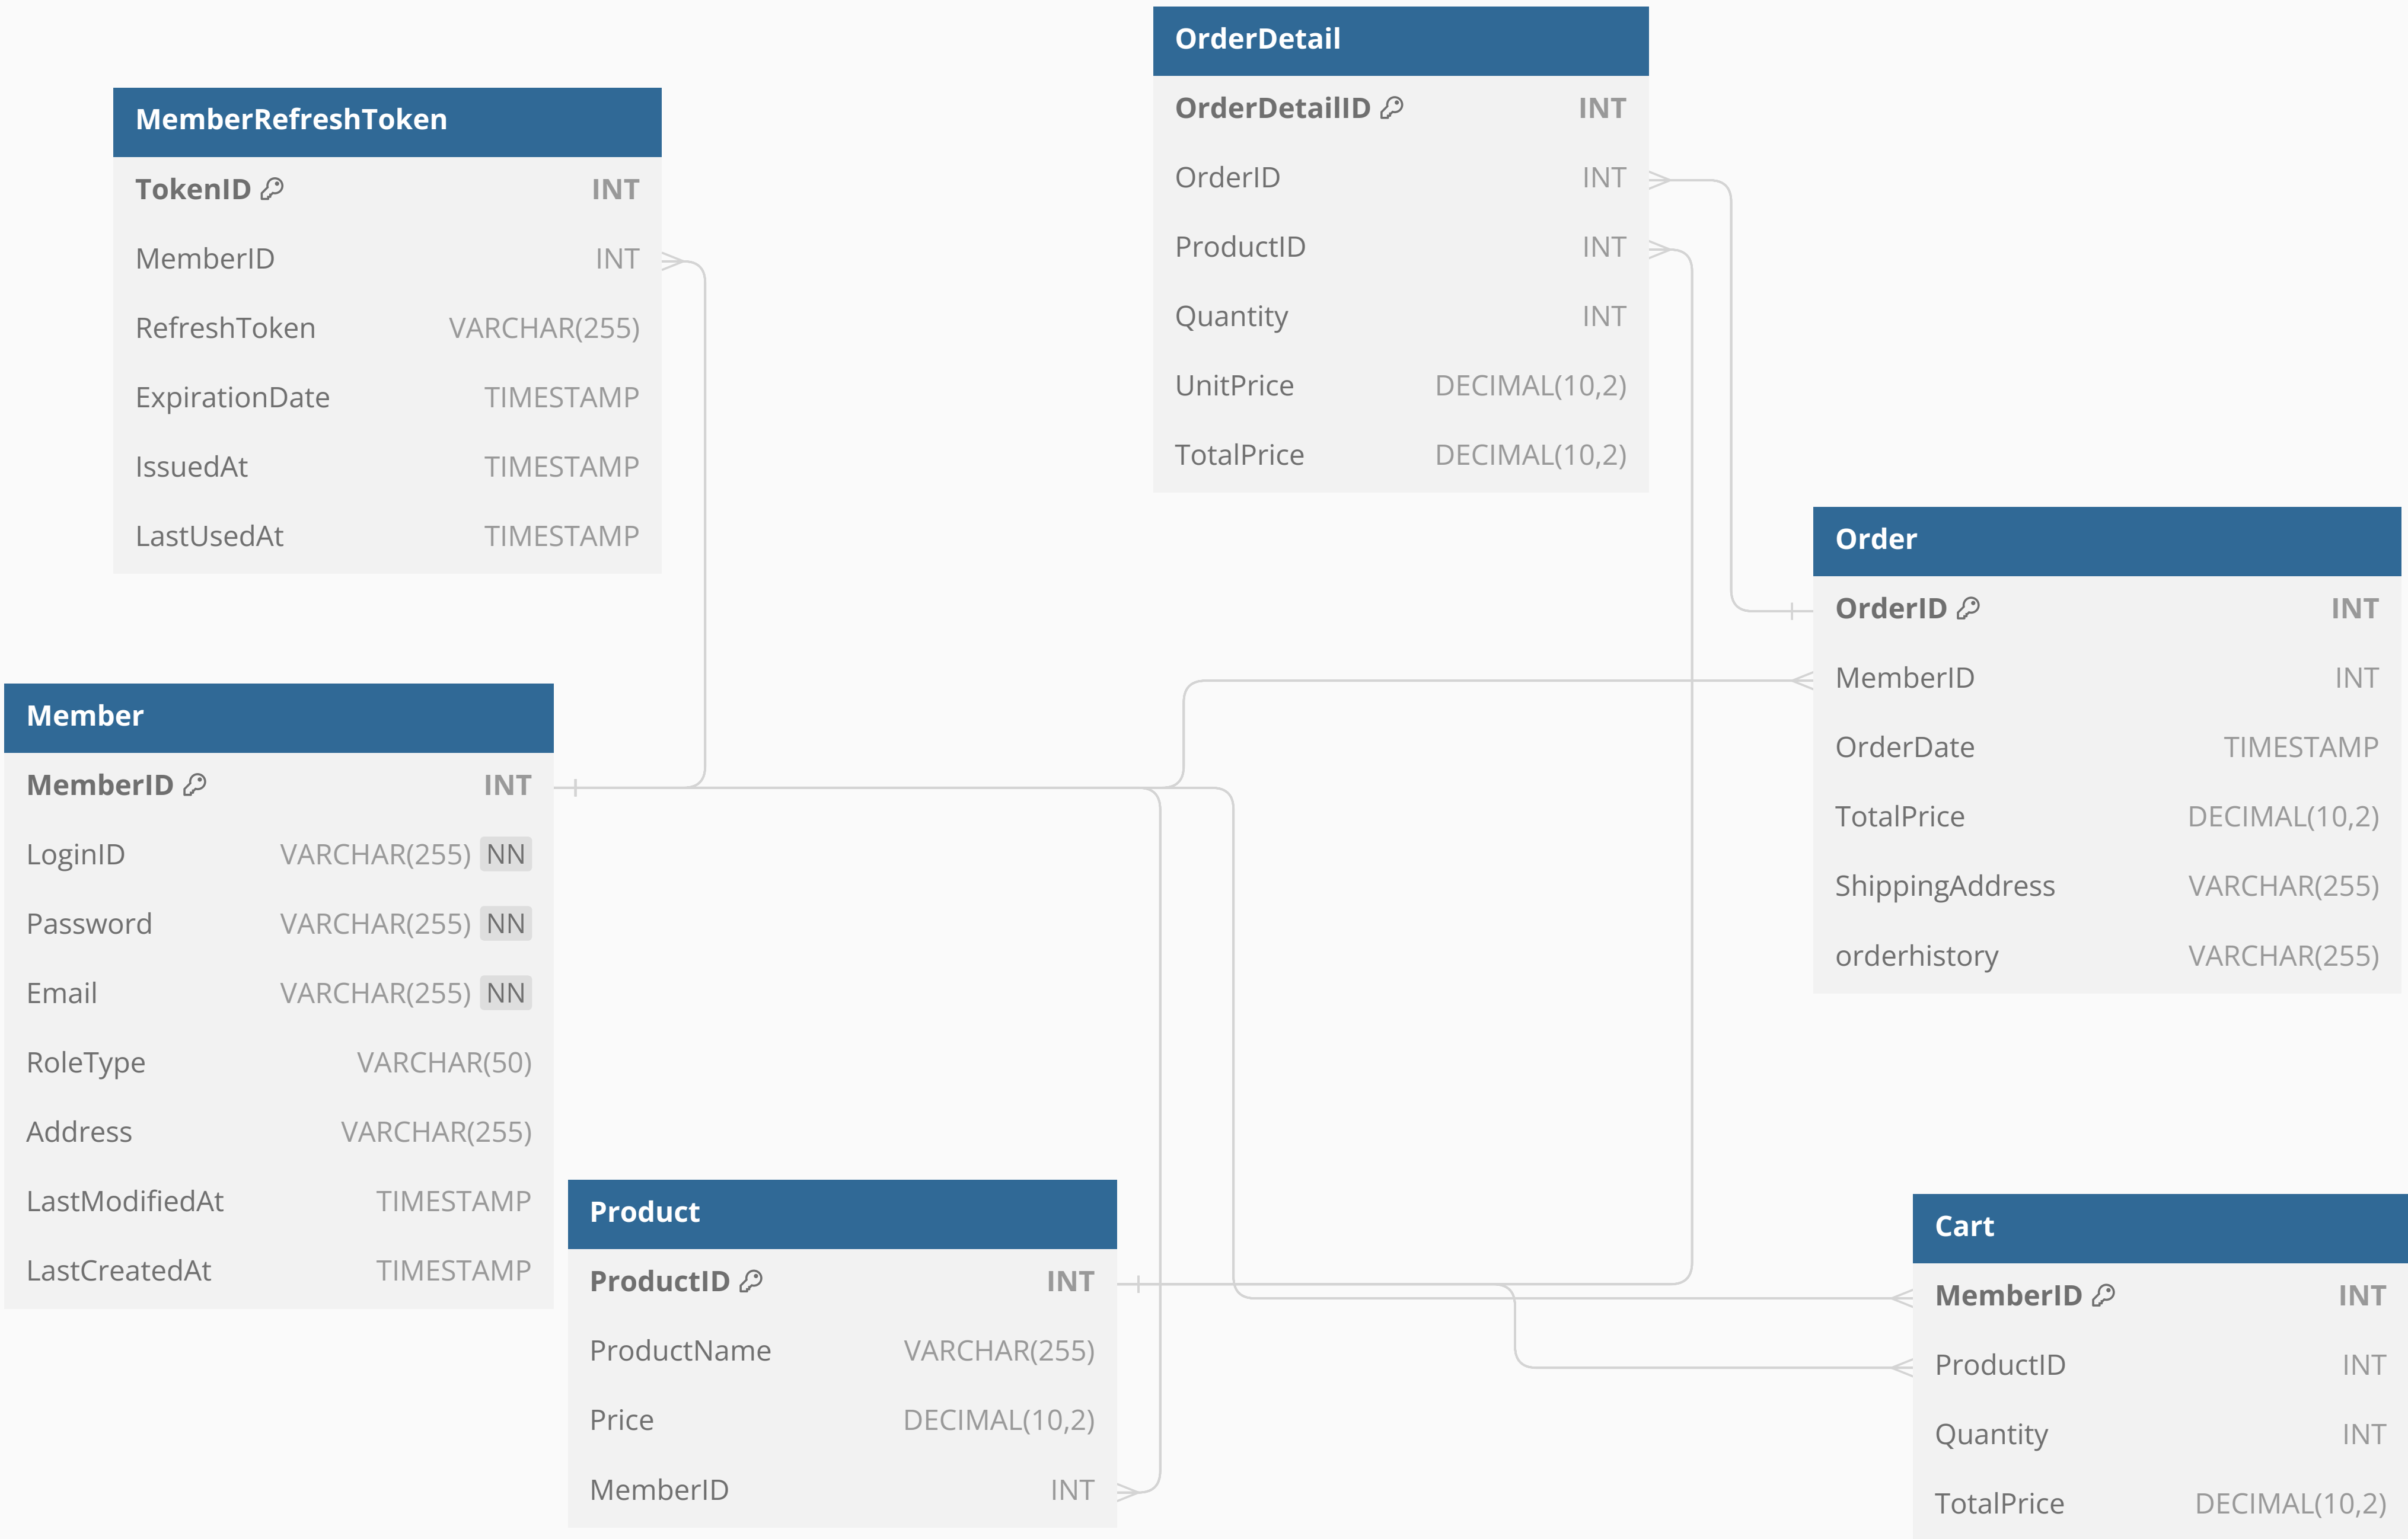 OrderDetail
OrderDetailID INT
OrderID INT
ProductID INT
Quantity INT
UnitPrice DECIMAL(10,2)
TotalPrice DECIMAL(10,2)
MemberRefreshToken
TokenID INT
MemberID INT
RefreshToken VARCHAR(255)
ExpirationDate TIMESTAMP
IssuedAt TIMESTAMP
LastUsedAt TIMESTAMP
Order
OrderID INT
MemberID INT
OrderDate TIMESTAMP
TotalPrice DECIMAL(10,2)
ShippingAddress VARCHAR(255)
orderhistory VARCHAR(255)
Member
MemberID INT
LoginID VARCHAR(255) NN
Password VARCHAR(255) NN
Email VARCHAR(255) NN
RoleType VARCHAR(50)
Address VARCHAR(255)
LastModifiedAt TIMESTAMP
LastCreatedAt TIMESTAMP
Product
ProductID INT
ProductName VARCHAR(255)
Price DECIMAL(10,2)
MemberID INT
Cart
MemberID INT
ProductID INT
Quantity INT
TotalPrice DECIMAL(10,2)